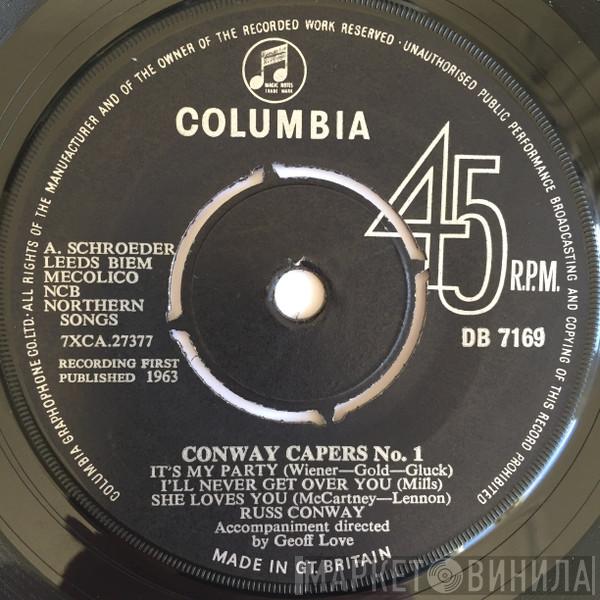 COLUMBIA GRAPHOPHONE CO.LTD.·ALL RIGHTS OF THE MANUFACTURER AND OF THE OWNER OF THE RECORDED WORK RESERVED · UNAUTHORISED PUBLIC PERFORMANCE BROADCASTING AND COPYING OF THIS RECORD PROHIBITED
MAGIC NOTES
TRADE MARK
COLUMBIA
45
R.P.M.
A. SCHROEDER
LEEDS BIEM
MECOLICO
NCB
NORTHERN
SONGS
7XCA.27377
RECORDING FIRST
PUBLISHED 1963
DB 7169
CONWAY CAPERS No. 1
IT'S MY PARTY (Wiener—Gold—Gluck)
I'LL NEVER GET OVER YOU (Mills)
SHE LOVES YOU (McCartney—Lennon)
RUSS CONWAY
Accompaniment directed
by Geoff Love
MADE IN GT. BRITAIN
МАРКЕТ ВИНИЛА